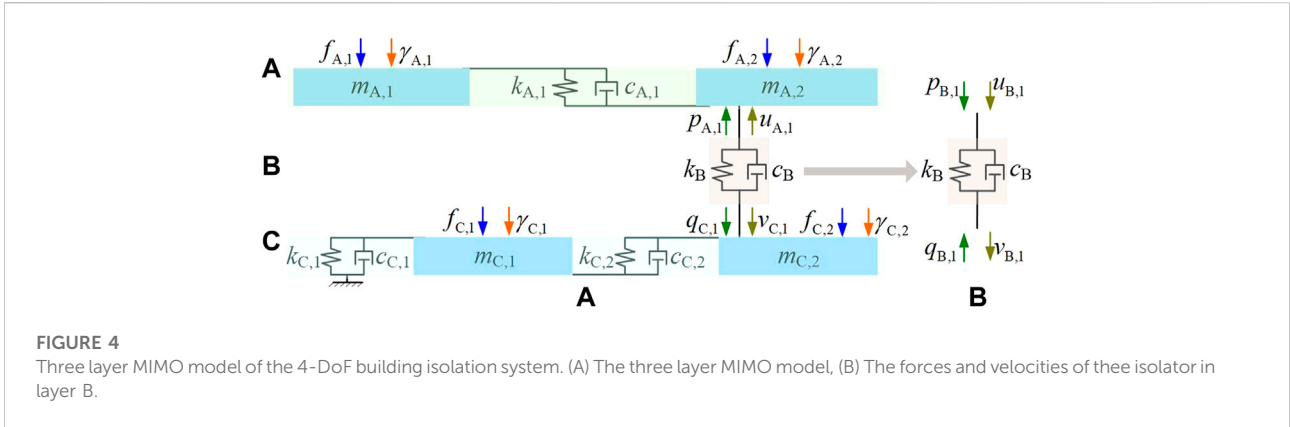 f_A,1 γ_A,1 f_A,2 γ_A,2
A m_A,1 k_A,1 c_A,1 m_A,2
p_B,1 u_B,1
p_A,1 u_A,1
B k_B c_B k_B c_B
f_C,1 γ_C,1 q_C,1 v_C,1 f_C,2 γ_C,2
C k_C,1 c_C,1 m_C,1 k_C,2 c_C,2 m_C,2
q_B,1 v_B,1
A B
FIGURE 4
Three layer MIMO model of the 4-DoF building isolation system. (A) The three layer MIMO model, (B) The forces and velocities of thee isolator in
layer B.